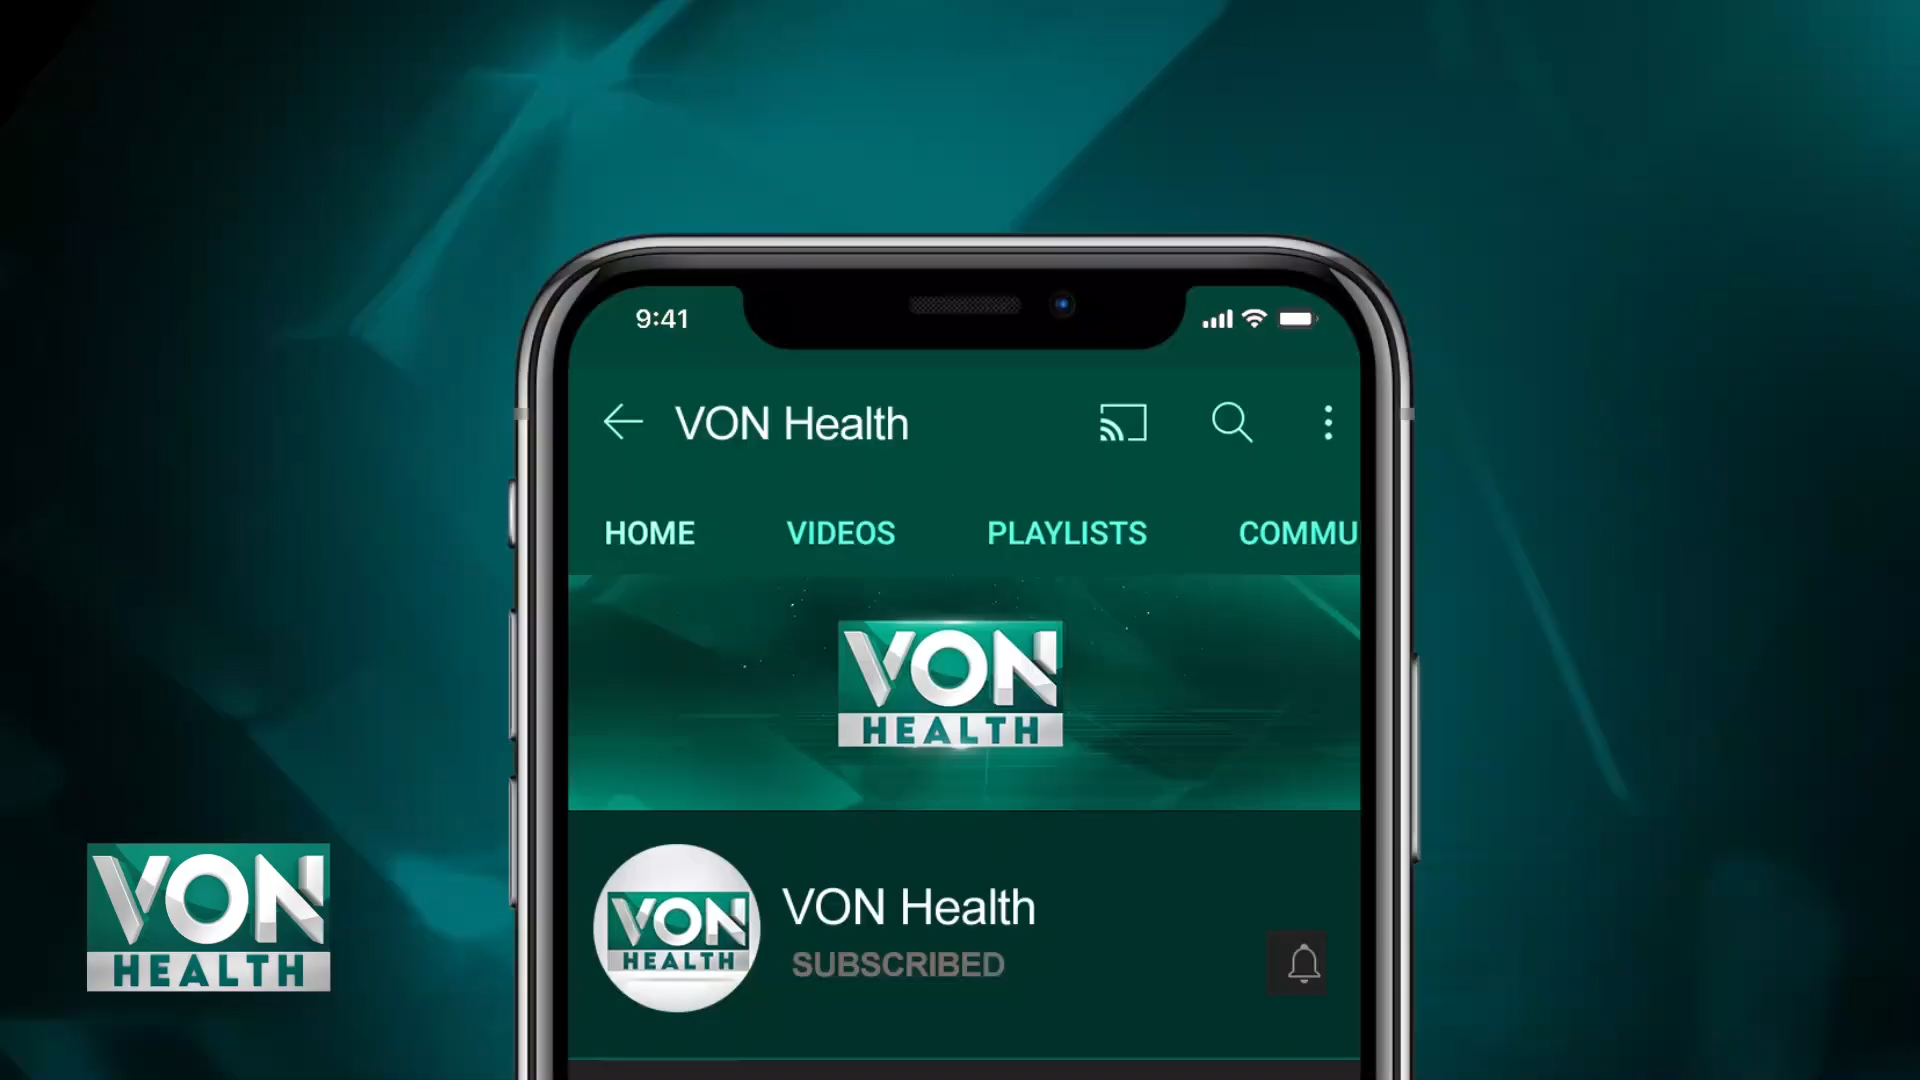 9:41
VON Health
HOME VIDEOS PLAYLISTS COMMU
VON
HEALTH
VON
HEALTH
VON Health
SUBSCRIBED
VON
HEALTH